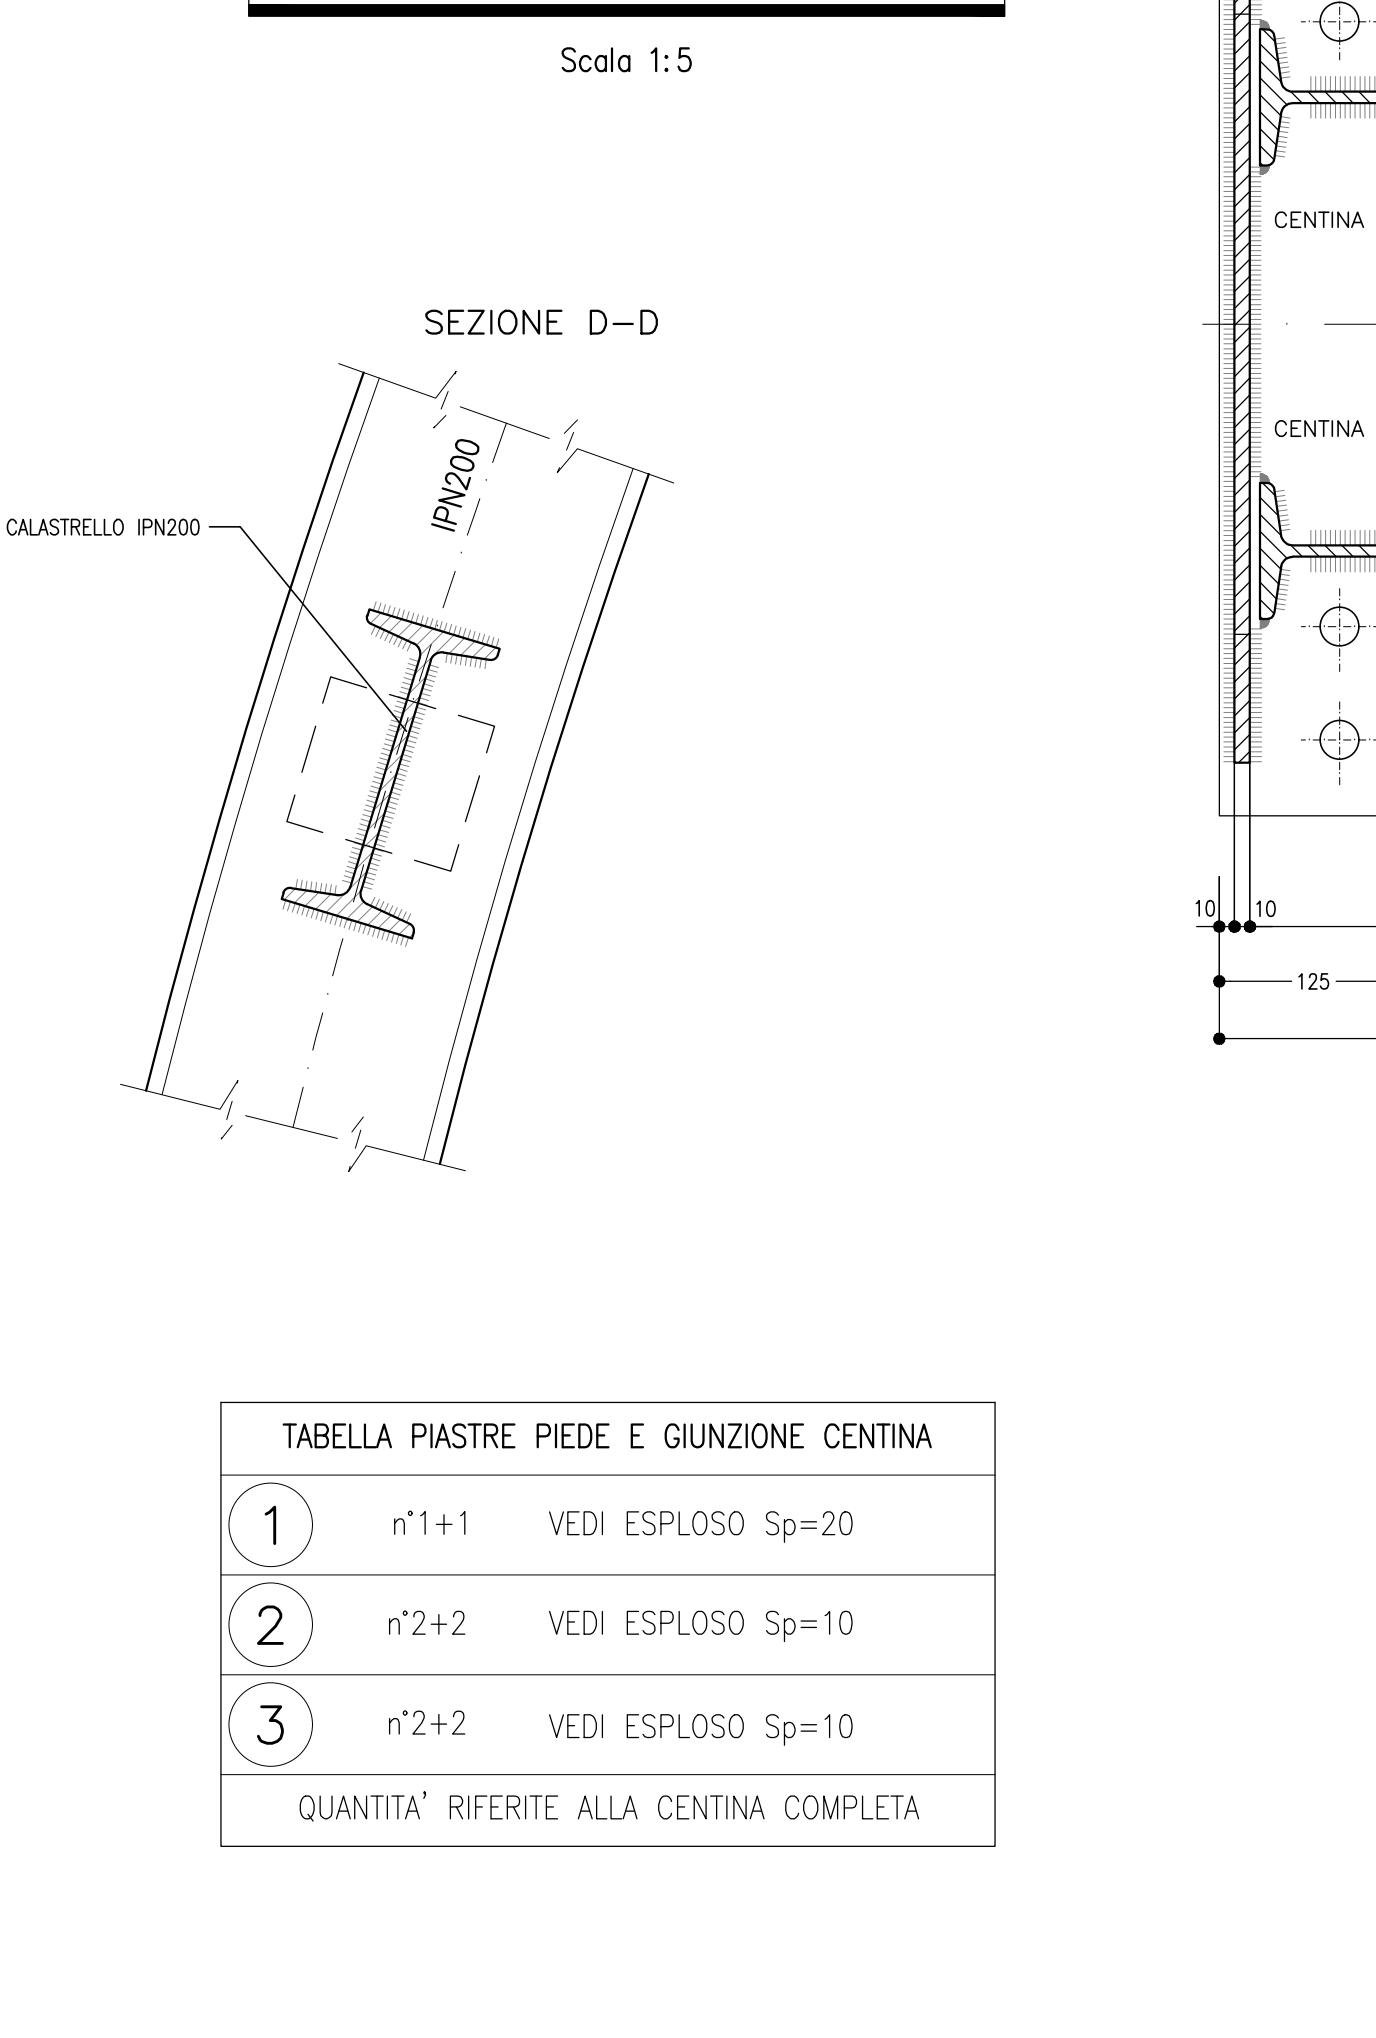 Scala 1:5
CENTINA
SEZIONE D-D
CENTINA
IPN200
CALASTRELLO IPN200
10
10
125
TABELLA PIASTRE PIEDE E GIUNZIONE CENTINA
1 n°1+1 VEDI ESPLOSO Sp=20
2 n°2+2 VEDI ESPLOSO Sp=10
3 n°2+2 VEDI ESPLOSO Sp=10
QUANTITA' RIFERITE ALLA CENTINA COMPLETA